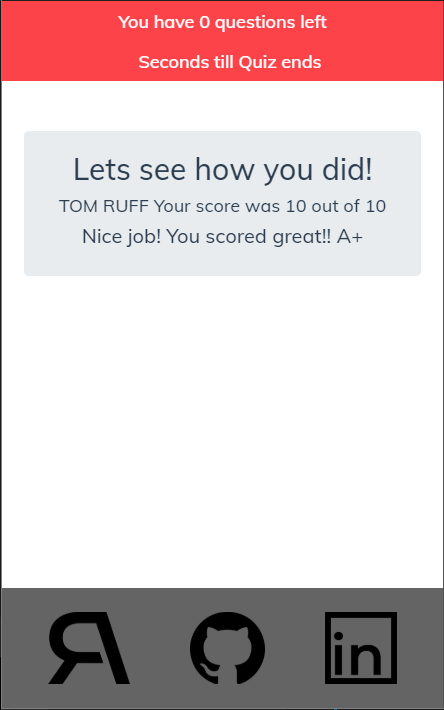 You have 0 questions left
Seconds till Quiz ends
Lets see how you did!
TOM RUFF Your score was 10 out of 10
Nice job! You scored great!! A+
in